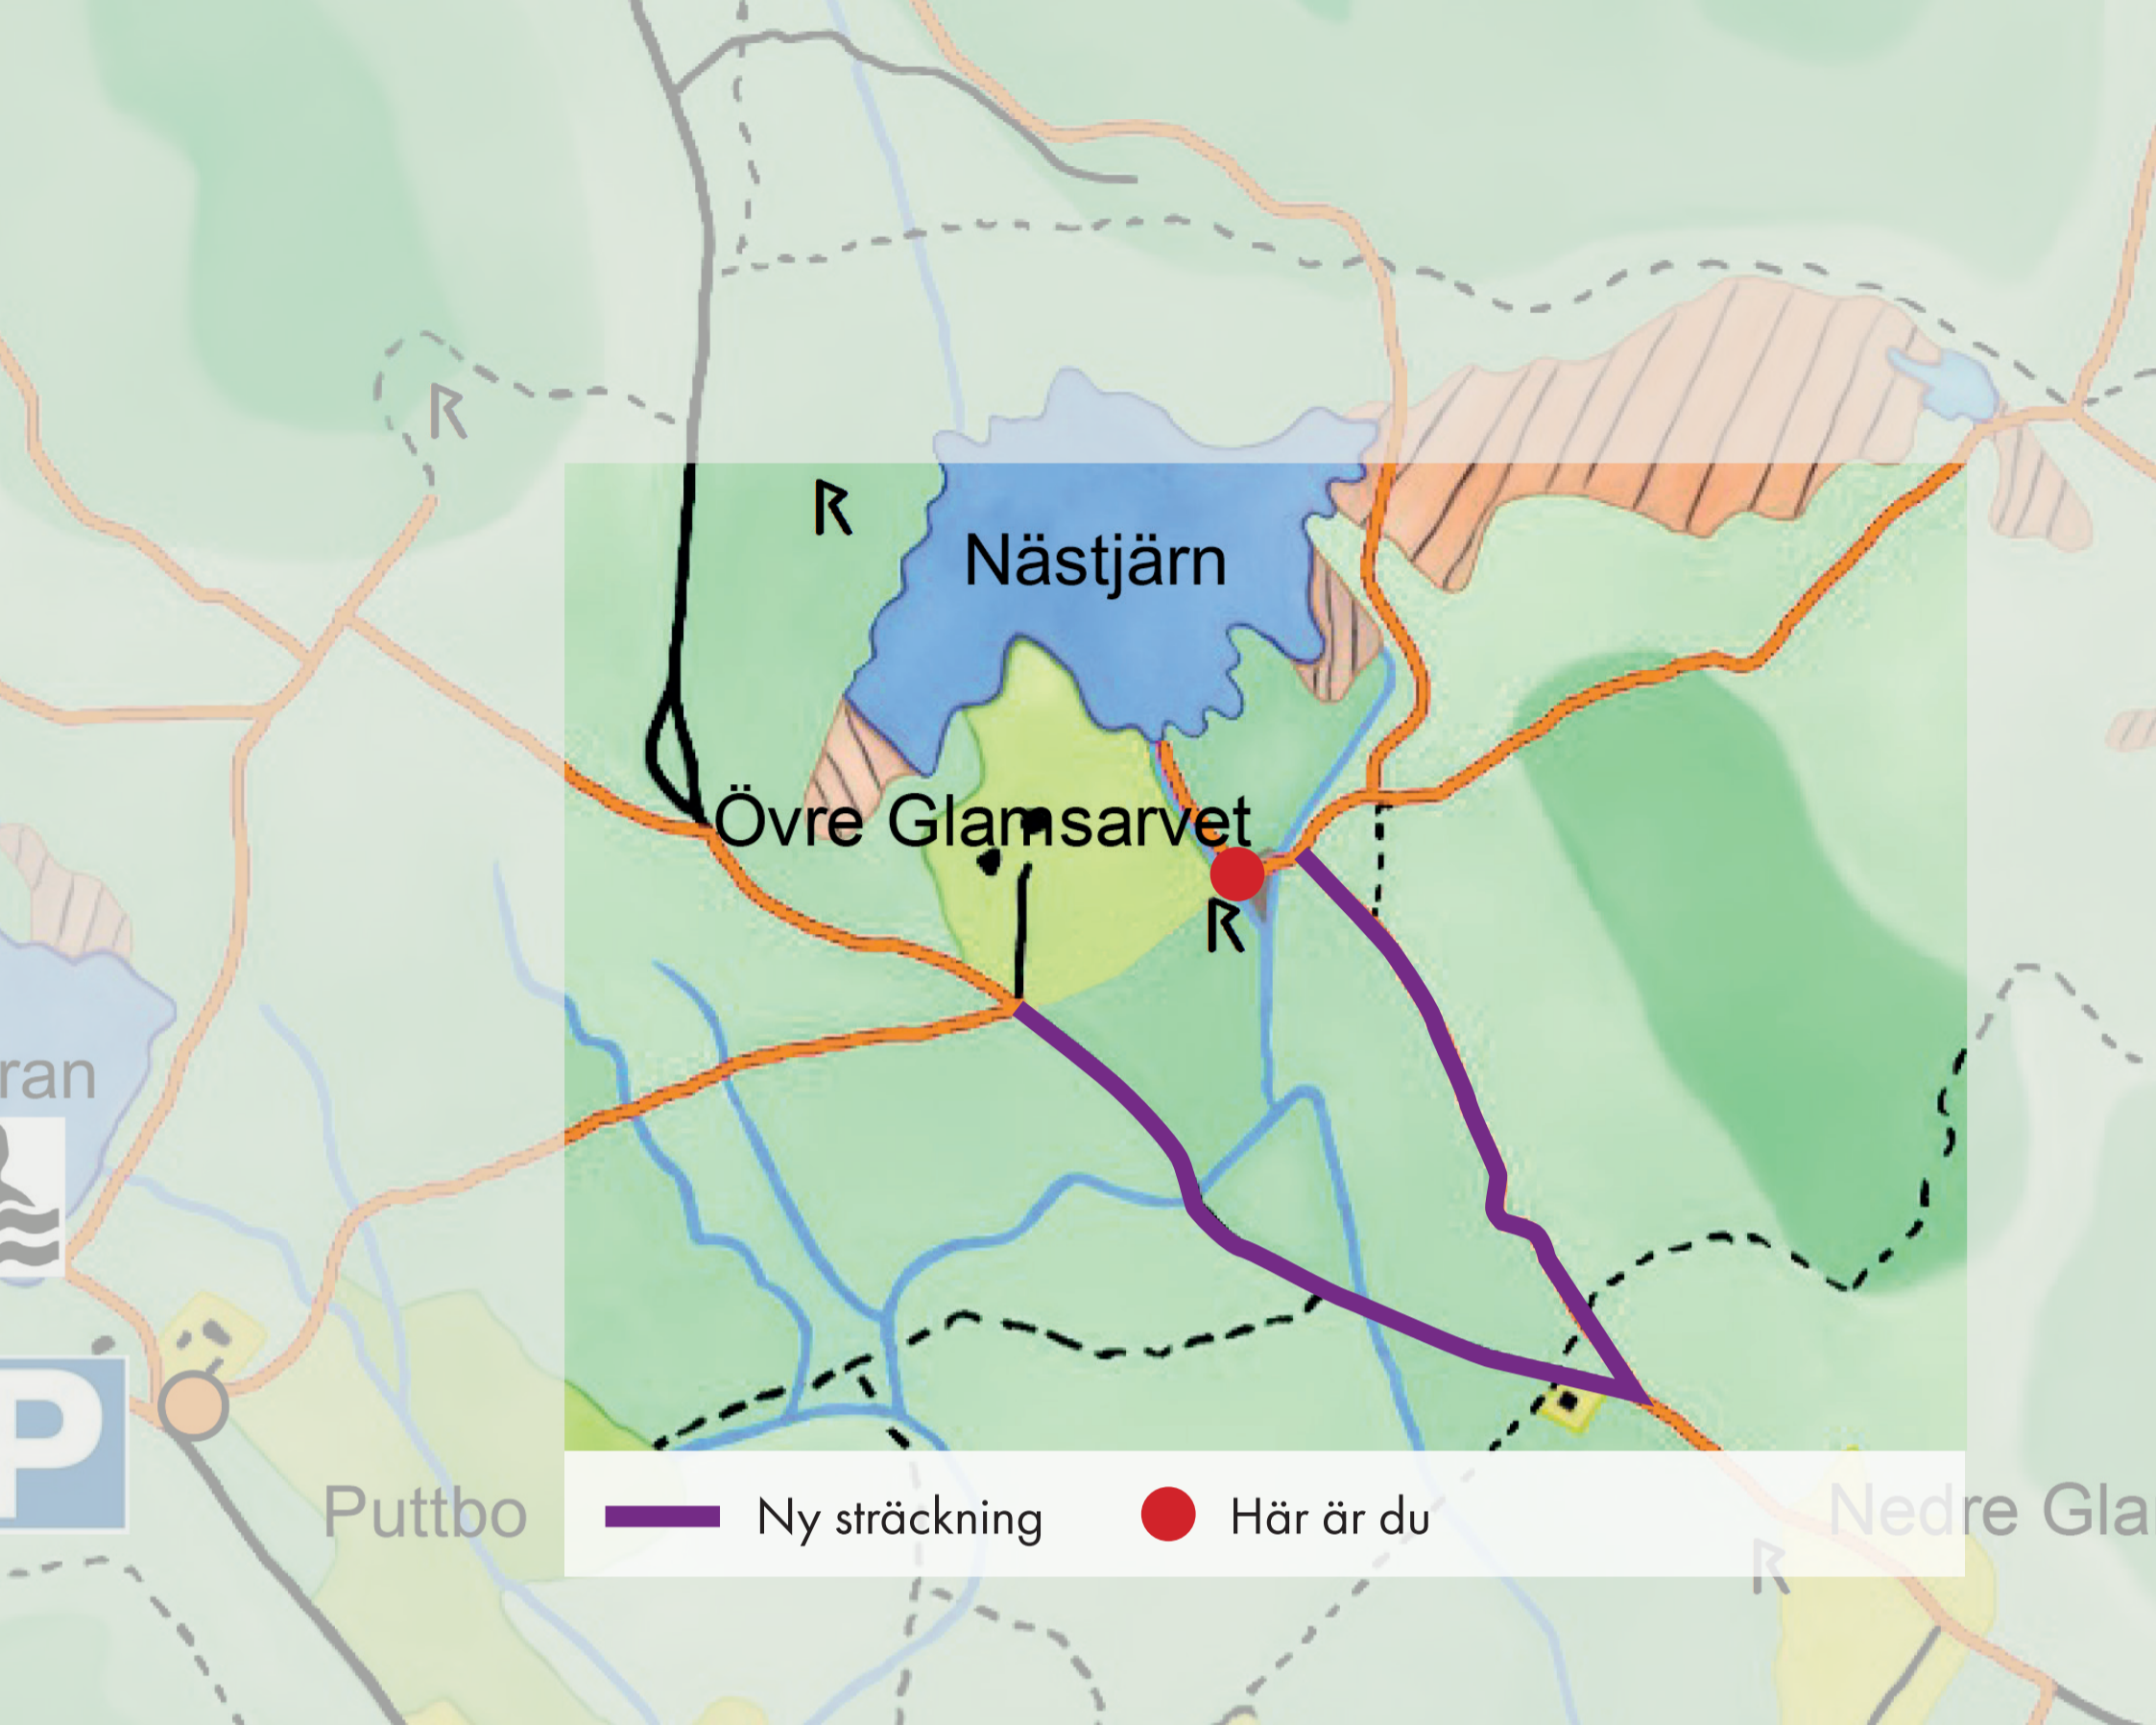 Nästjärn
Övre Glamsarvet
ran
P
Puttbo
Nedre Gla
Ny sträckning
Här är du